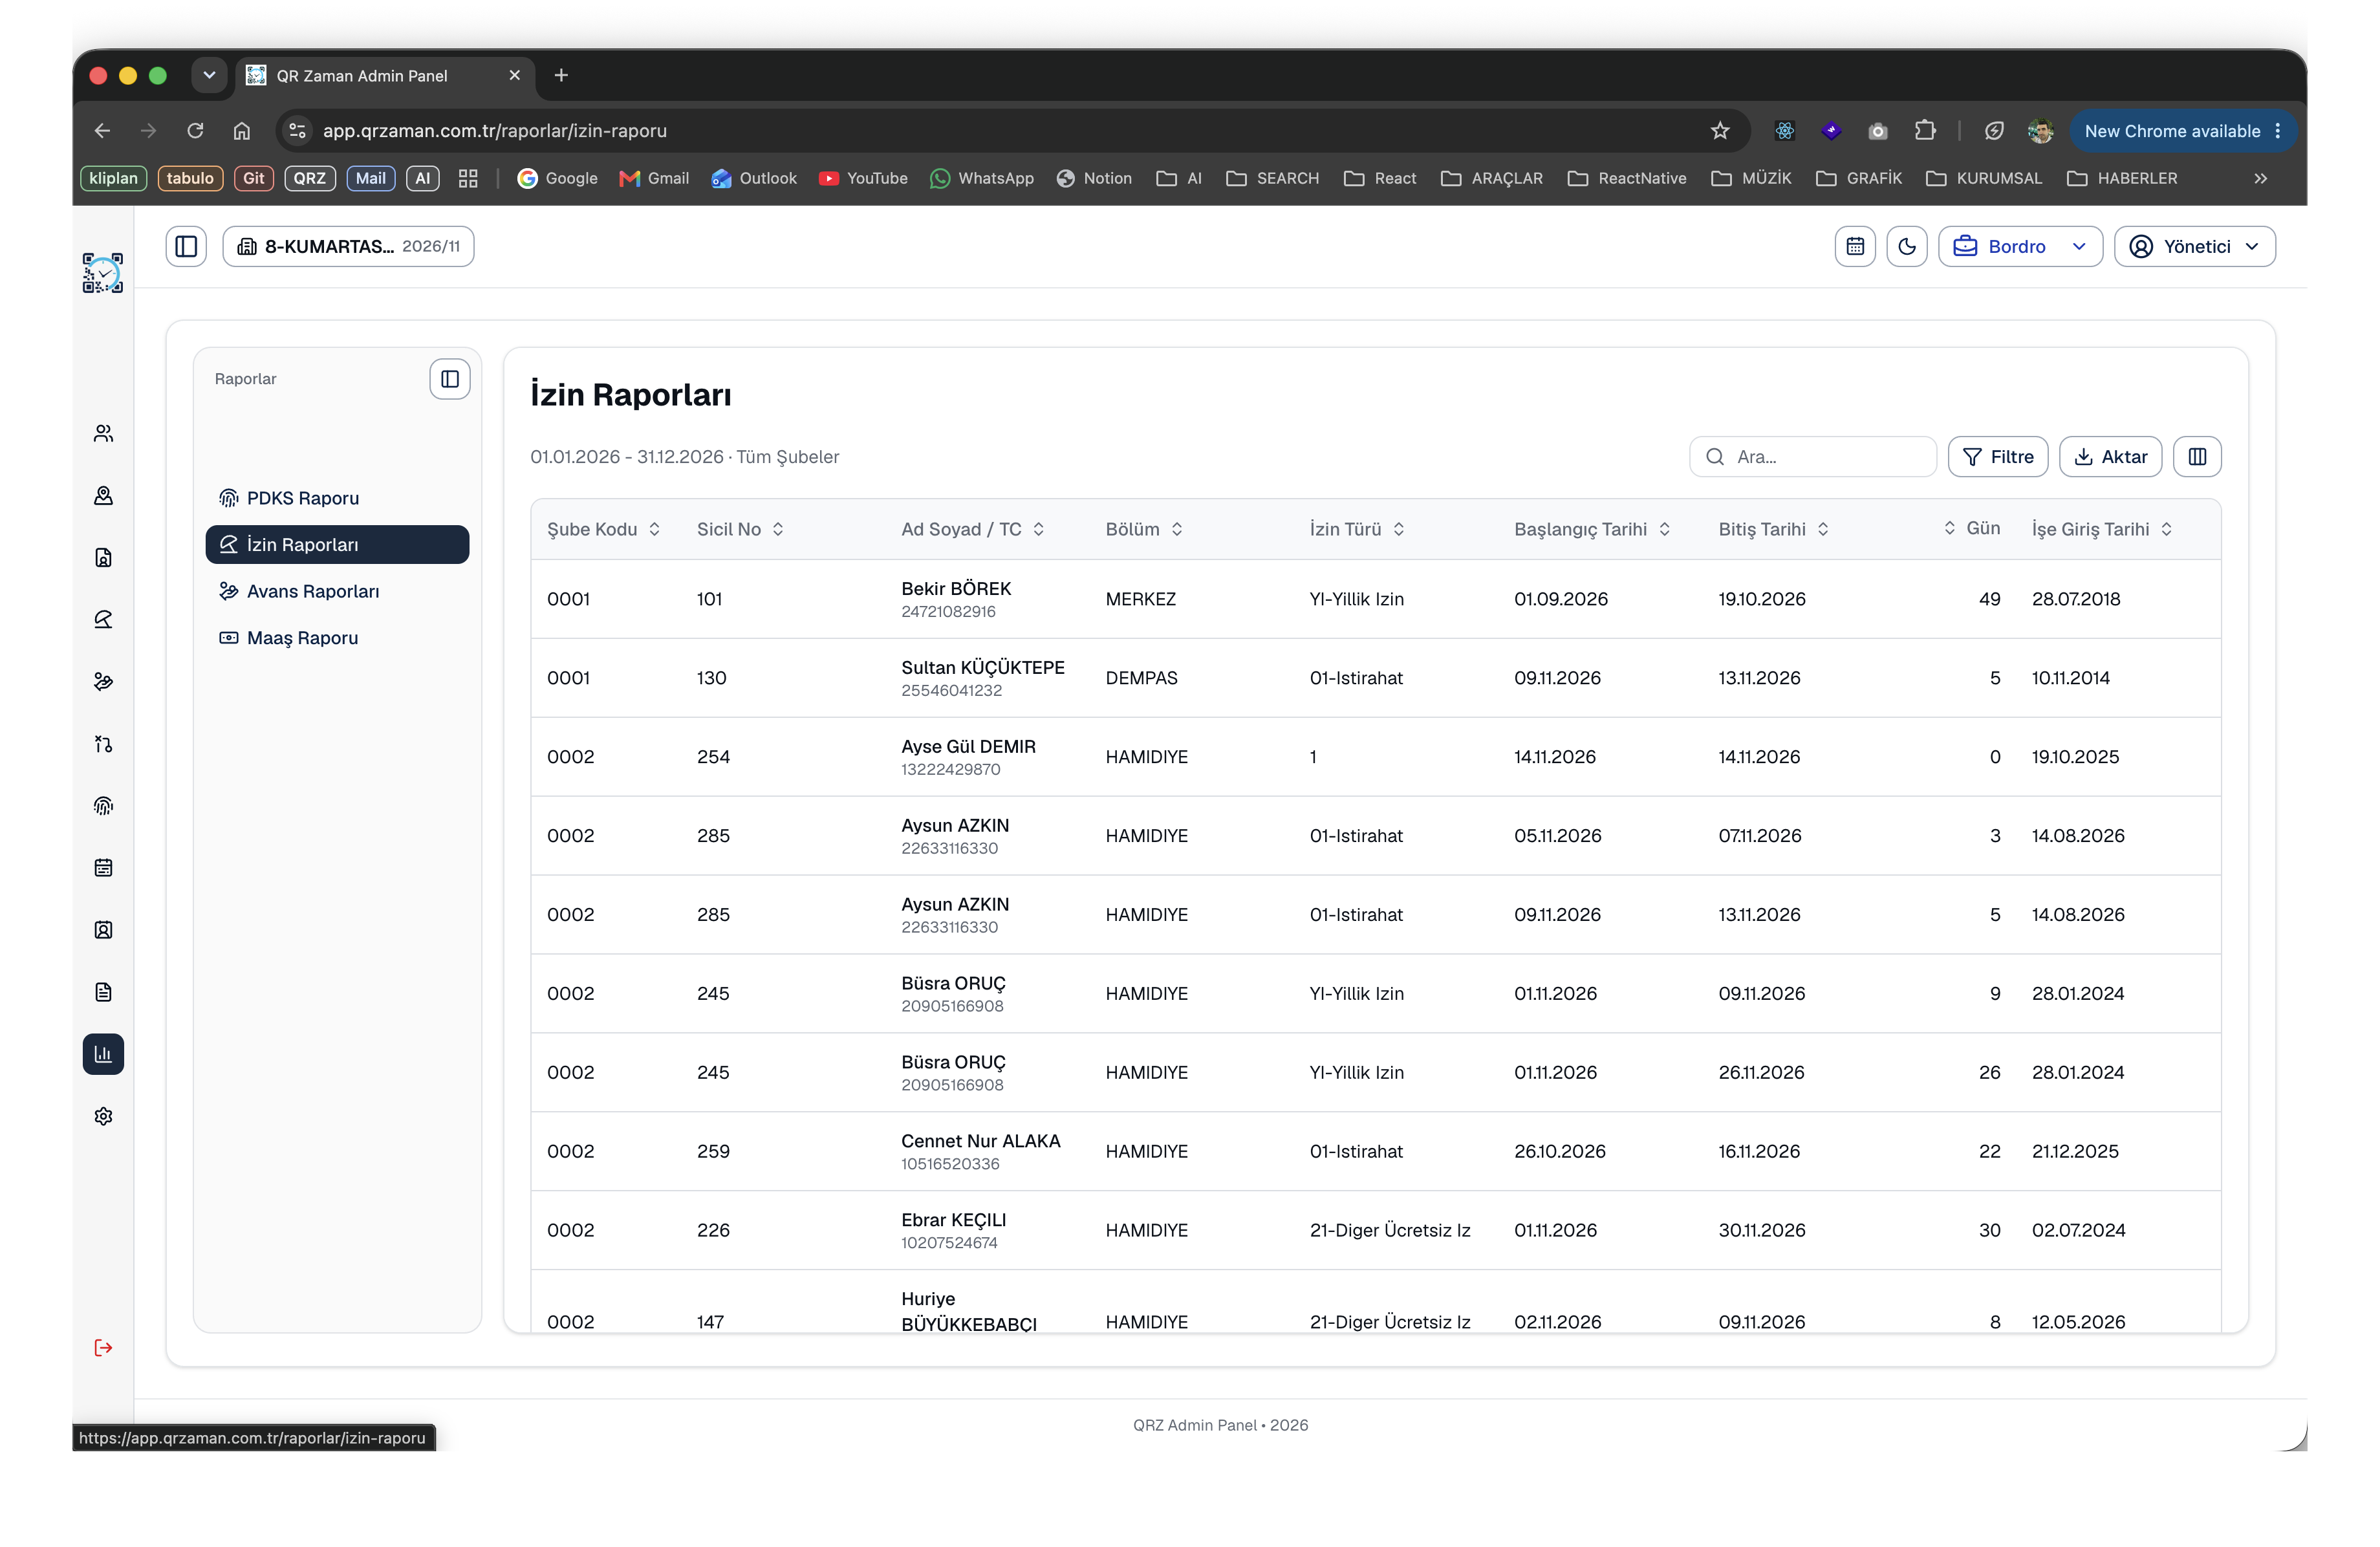 QR Zaman Admin Panel
app.qrzaman.com.tr/raporlar/izin-raporu
New Chrome available
kliplan tabulo Git QRZ Mail AI Google Gmail Outlook YouTube WhatsApp Notion AI SEARCH React ARAÇLAR ReactNative MÜZİK GRAFİK KURUMSAL HABERLER
8-KUMARTAS... 2026/11
Bordro Yönetici
Raporlar
PDKS Raporu
İzin Raporları
Avans Raporları
Maaş Raporu
İzin Raporları
01.01.2026 - 31.12.2026 · Tüm Şubeler
Ara... Filtre Aktar
Şube Kodu Sicil No Ad Soyad / TC Bölüm İzin Türü Başlangıç Tarihi Bitiş Tarihi Gün İşe Giriş Tarihi
0001 101 Bekir BÖREK MERKEZ YI-Yillik Izin 01.09.2026 19.10.2026 49 28.07.2018
24721082916
0001 130 Sultan KÜÇÜKTEPE DEMPAS 01-Istirahat 09.11.2026 13.11.2026 5 10.11.2014
25546041232
0002 254 Ayse Gül DEMIR HAMIDIYE 1 14.11.2026 14.11.2026 0 19.10.2025
13222429870
0002 285 Aysun AZKIN HAMIDIYE 01-Istirahat 05.11.2026 07.11.2026 3 14.08.2026
22633116330
0002 285 Aysun AZKIN HAMIDIYE 01-Istirahat 09.11.2026 13.11.2026 5 14.08.2026
22633116330
0002 245 Büsra ORUÇ HAMIDIYE YI-Yillik Izin 01.11.2026 09.11.2026 9 28.01.2024
20905166908
0002 245 Büsra ORUÇ HAMIDIYE YI-Yillik Izin 01.11.2026 26.11.2026 26 28.01.2024
20905166908
0002 259 Cennet Nur ALAKA HAMIDIYE 01-Istirahat 26.10.2026 16.11.2026 22 21.12.2025
10516520336
0002 226 Ebrar KEÇILI HAMIDIYE 21-Diger Ücretsiz Iz 01.11.2026 30.11.2026 30 02.07.2024
10207524674
0002 147 Huriye BÜYÜKKEBABÇI HAMIDIYE 21-Diger Ücretsiz Iz 02.11.2026 09.11.2026 8 12.05.2026
QRZ Admin Panel • 2026
https://app.qrzaman.com.tr/raporlar/izin-raporu